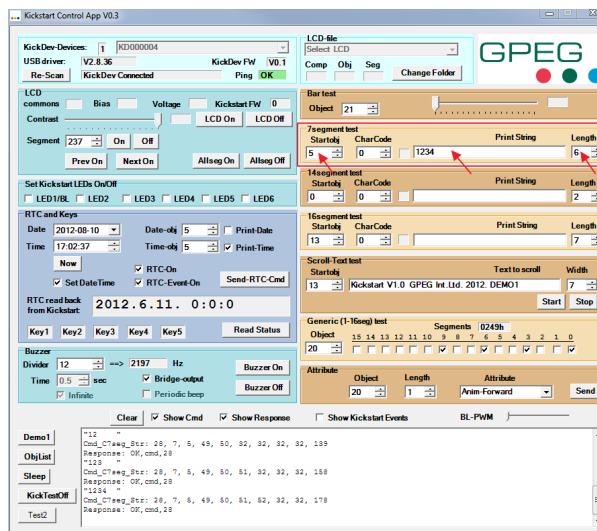 Kickstart Control App V0.3
KickDev-Devices: 1 KD000004
USB driver: V2.8.36 KickDev FW V0.1
Re-Scan KickDev Connected Ping OK
LCD-file
Select LCD
Comp Obj Seg
Change Folder
GPEG
LCD
commons Bias Voltage Kickstart FW 0
Contrast LCD On LCD Off
Segment 237 On Off
Prev On Next On Allseg On Allseg Off
Set Kickstart LEDs On/Off
LED1/BL LED2 LED3 LED4 LED5 LED6
RTC and Keys
Date 2012-08-10 Date-obj 5 Print-Date
Time 17:02:37 Time-obj 5 Print-Time
Now RTC-On
Set DateTime RTC-Event-On Send-RTC-Cmd
RTC read back
from Kickstart: 2012.6.11. 0:0:0
Key1 Key2 Key3 Key4 Key5 Read Status
Buzzer
Divider 12 ==> 2197 Hz Buzzer On
Time 0.5 sec Bridge-output Buzzer Off
Infinite Periodic beep
Bar test
Object 21
7segment test
Startobj CharCode Print String Length
5 0 1234 6
14segment test
Startobj CharCode Print String Length
0 0 2
16segment test
Startobj CharCode Print String Length
13 0 7
Scroll-Text test
Startobj Text to scroll Width
13 Kickstart V1.0 GPEG Int.Ltd. 2012. DEMO1 7
Start Stop
Generic (1-16seg) test
Segments 0249h
Object 15 14 13 12 11 10 9 8 7 6 5 4 3 2 1 0
20
Attribute
Object Length Attribute
20 1 Anim-Forward Send
Clear Show Cmd Show Response Show Kickstart Events BL-PWM
Demo1
ObjList
Sleep
KickTestOff
Test2
"12 "
Cmd_C7seg_Str: 28, 7, 5, 49, 50, 32, 32, 32, 32, 139
Response: OK,cmd,28
"123 "
Cmd_C7seg_Str: 28, 7, 5, 49, 50, 51, 32, 32, 32, 158
Response: OK,cmd,28
"1234 "
Cmd_C7seg_Str: 28, 7, 5, 49, 50, 51, 52, 32, 32, 178
Response: OK,cmd,28